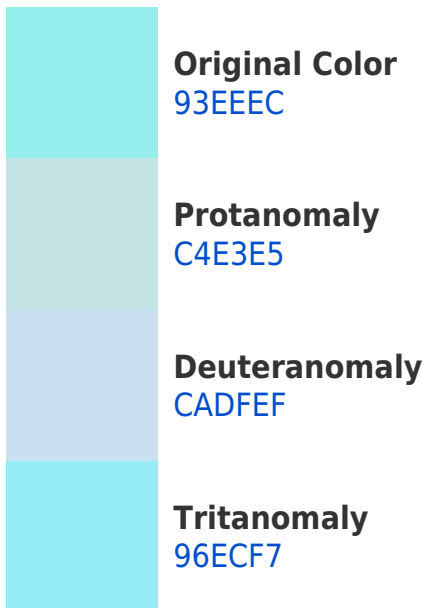 Original Color
93EEEC
Protanomaly
C4E3E5
Deuteranomaly
CADFEF
Tritanomaly
96ECF7